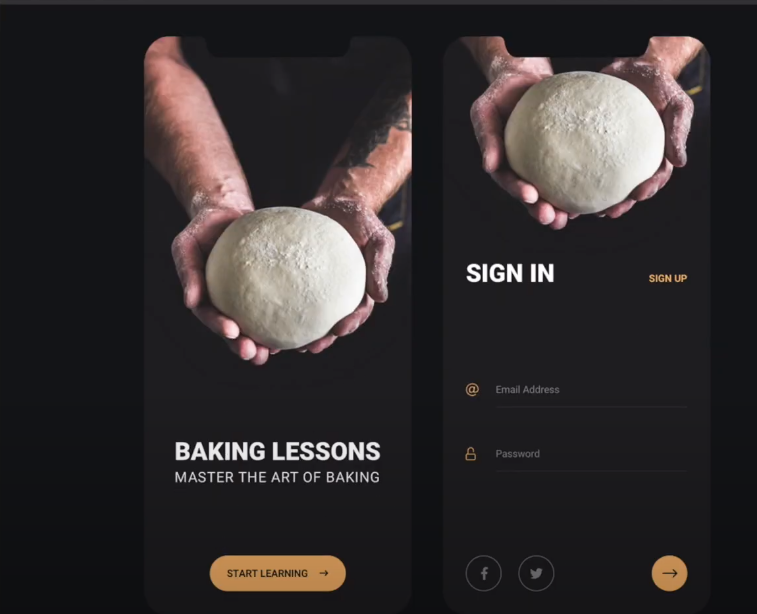 BAKING LESSONS
MASTER THE ART OF BAKING
START LEARNING
SIGN IN
SIGN UP
@
Email Address
Password